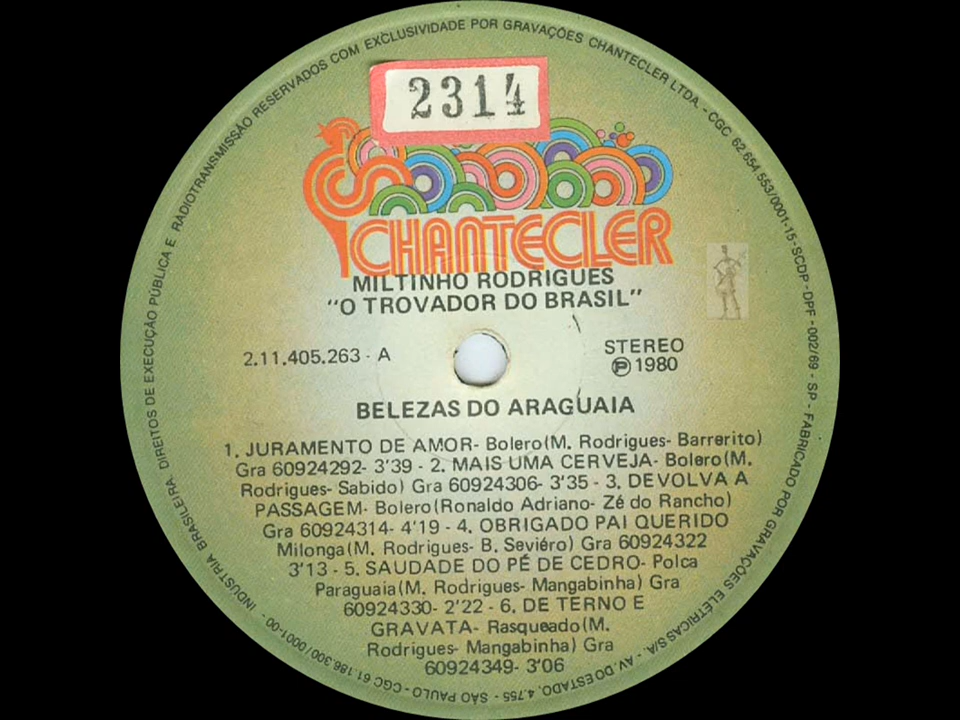 2314
CHANTECLER
MILTINHO RODRIGUES
"O TROVADOR DO BRASIL"
2.11.405.263 - A
STEREO
Ⓟ 1980
BELEZAS DO ARAGUAIA
1. JURAMENTO DE AMOR- Bolero(M. Rodrigues- Barrerito)
Gra 60924292- 3'39 - 2. MAIS UMA CERVEJA- Bolero(M.
Rodrigues- Sabido) Gra 60924306- 3'35 - 3. DEVOLVA A
PASSAGEM- Bolero(Ronaldo Adriano- Zé do Rancho)
Gra 60924314- 4'19 - 4. OBRIGADO PAI QUERIDO
Milonga(M. Rodrigues- B. Seviéro) Gra 60924322
3'13 - 5. SAUDADE DO PÉ DE CEDRO- Polca
Paraguaia(M. Rodrigues- Mangabinha) Gra
60924330- 2'22 - 6. DE TERNO E
GRAVATA- Rasqueado(M.
Rodrigues- Mangabinha) Gra
60924349- 3'06
INDUSTRIA BRASILEIRA. DIREITOS DE EXECUÇÃO PÚBLICA E RADIOTRANSMISSÃO RESERVADOS COM EXCLUSIVIDADE POR GRAVAÇÕES CHANTECLER LTDA - CGC 62 654 553/0001-15-SCDP-DPF-002/69 - SP - FABRICADO POR GRAVAÇÕES ELÉTRICAS S/A. - AV. DO ESTADO, 4.755 - SÃO PAULO - CGC 61.186.300/0001-00 -